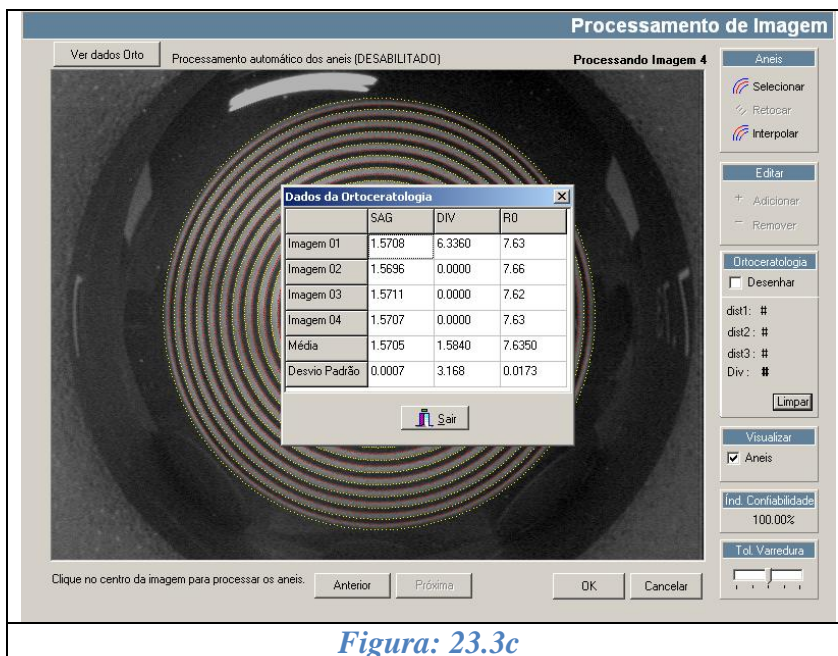 Processamento de Imagem
Ver dados Orto
Processamento automático dos aneis (DESABILITADO)
Processando Imagem 4
Aneis
Selecionar
Retocar
Interpolar
Editar
+ Adicionar
− Remover
Ortoceratologia
Desenhar
dist1: #
dist2 : #
dist3 : #
Div : #
Limpar
Visualizar
Aneis
Índ. Confiabilidade
100.00%
Tol. Varredura
Dados da Ortoceratologia
SAG DIV R0
Imagem 01 1.5708 6.3360 7.63
Imagem 02 1.5696 0.0000 7.66
Imagem 03 1.5711 0.0000 7.62
Imagem 04 1.5707 0.0000 7.63
Média 1.5705 1.5840 7.6350
Desvio Padrão 0.0007 3.168 0.0173
Sair
Clique no centro da imagem para processar os aneis.
Anterior
Próxima
OK
Cancelar
Figura: 23.3c